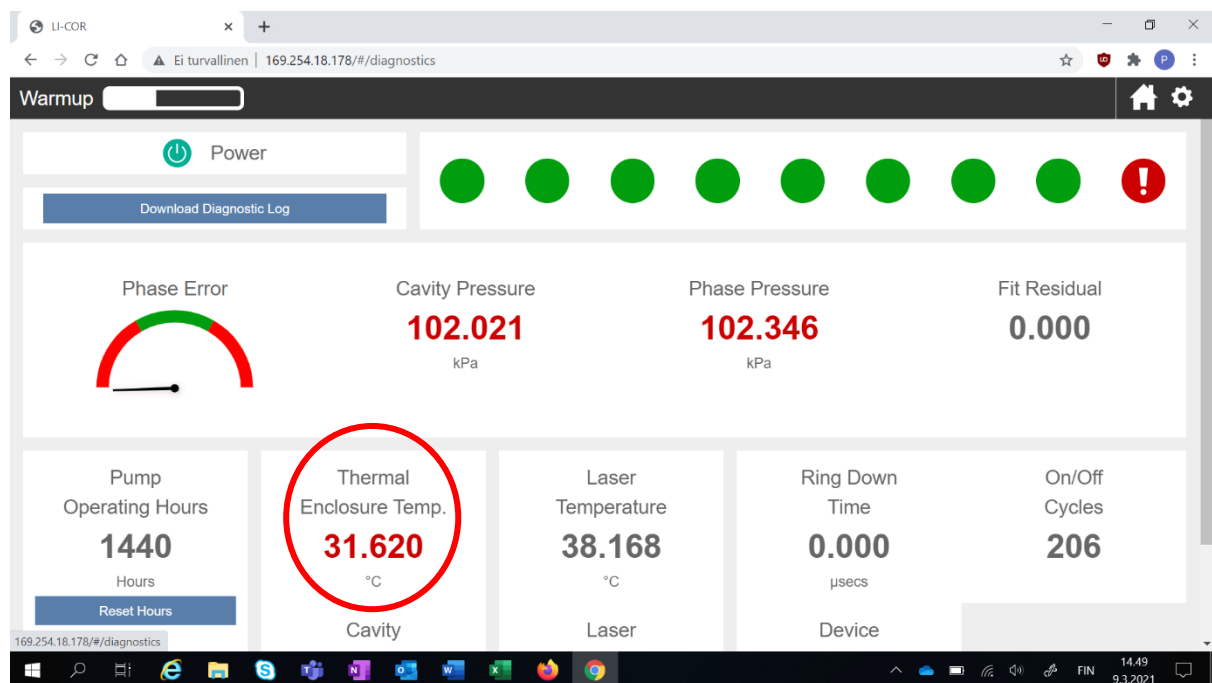 LI-COR
Ei turvallinen | 169.254.18.178/#/diagnostics
P
Warmup
Power
Download Diagnostic Log
!
Phase Error
Cavity Pressure
102.021
kPa
Phase Pressure
102.346
kPa
Fit Residual
0.000
Pump
Operating Hours
1440
Hours
Reset Hours
Thermal
Enclosure Temp.
31.620
°C
Laser
Temperature
38.168
°C
Ring Down
Time
0.000
µsecs
On/Off
Cycles
206
Cavity
Laser
Device
169.254.18.178/#/diagnostics
FIN
14.49
9.3.2021